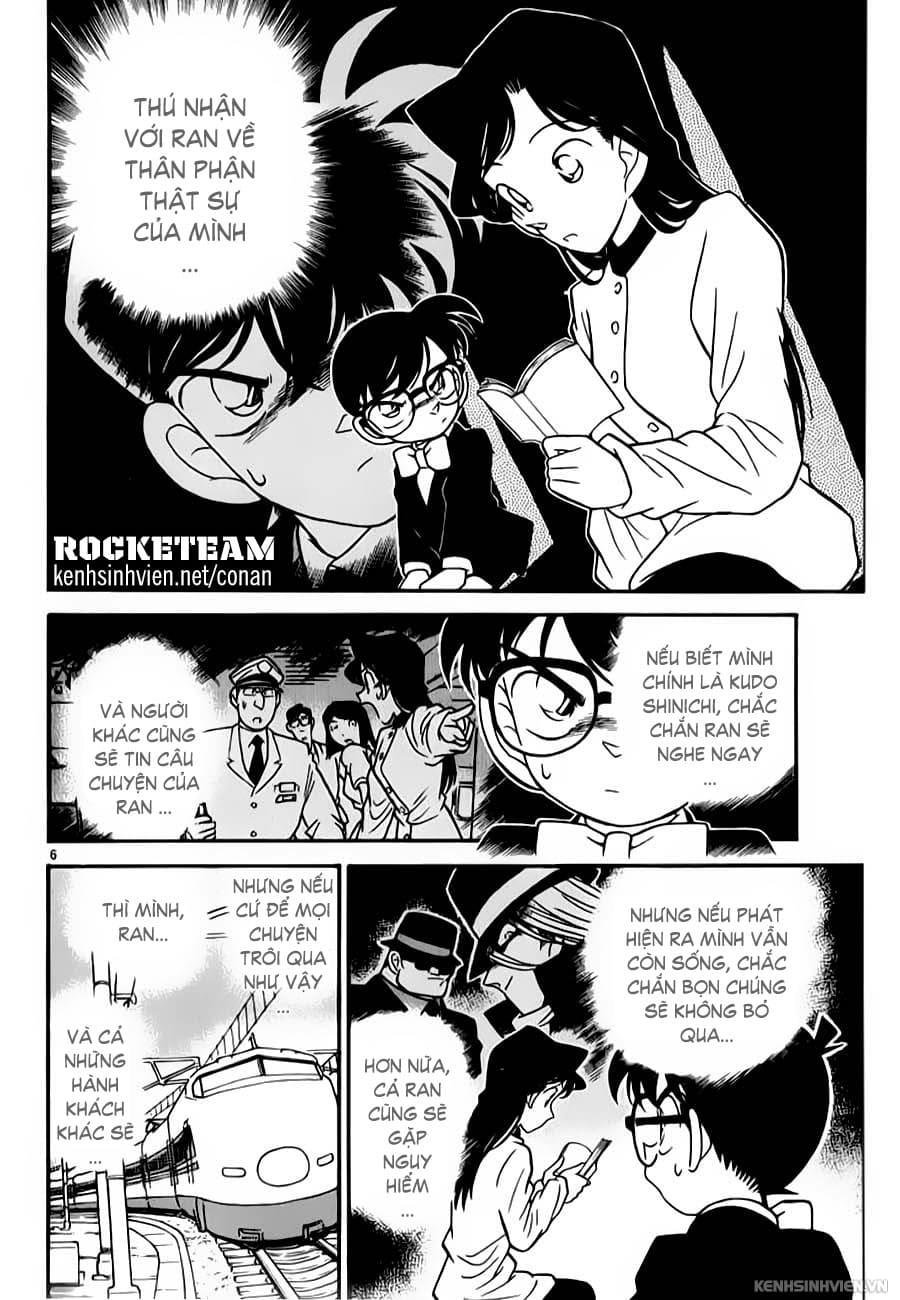 THÚ NHẬN
VỚI RAN VỀ
THÂN PHẬN
THẬT SỰ
CỦA MÌNH
...
ROCKETEAM
kenhsinhvien.net/conan
NẾU BIẾT MÌNH
CHÍNH LÀ KUDO
SHINICHI, CHẮC
CHẮN RAN SẼ
NGHE NGAY
...
VÀ NGƯỜI
KHÁC CŨNG
SẼ TIN CÂU
CHUYỆN CỦA
RAN ...
6
NHƯNG NẾU PHÁT
HIỆN RA MÌNH VẪN
CÒN SỐNG, CHẮC
CHẮN BỌN CHÚNG
SẼ KHÔNG BỎ
QUA...
HƠN NỮA,
CẢ RAN
CŨNG SẼ
GẶP
NGUY
HIỂM
...
NHƯNG NẾU
CỨ ĐỂ MỌI
CHUYỆN
TRÔI QUA
NHƯ VẬY
...
THÌ MÌNH,
RAN...
VÀ CẢ
NHỮNG
HÀNH
KHÁCH
KHÁC SẼ
...
KENHSINHVIEN.VN